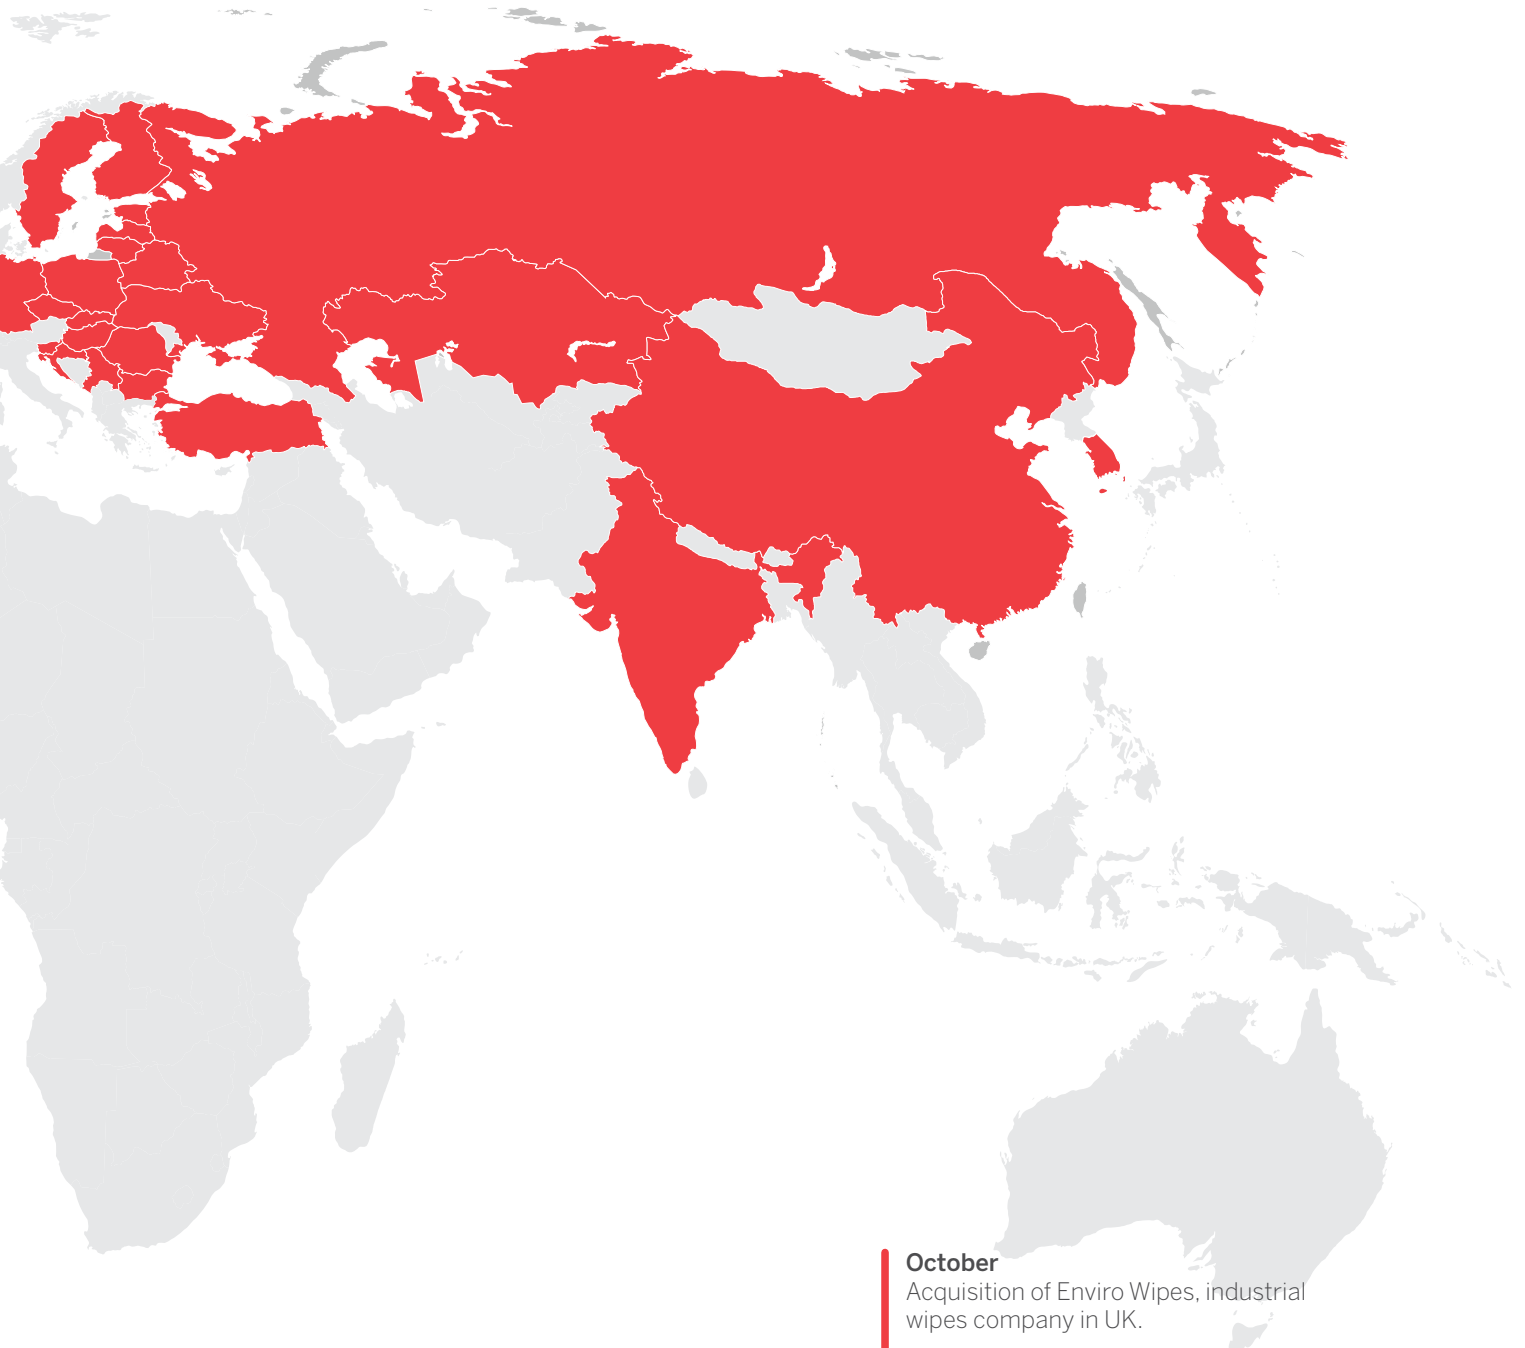 October
Acquisition of Enviro Wipes, industrial
wipes company in UK.